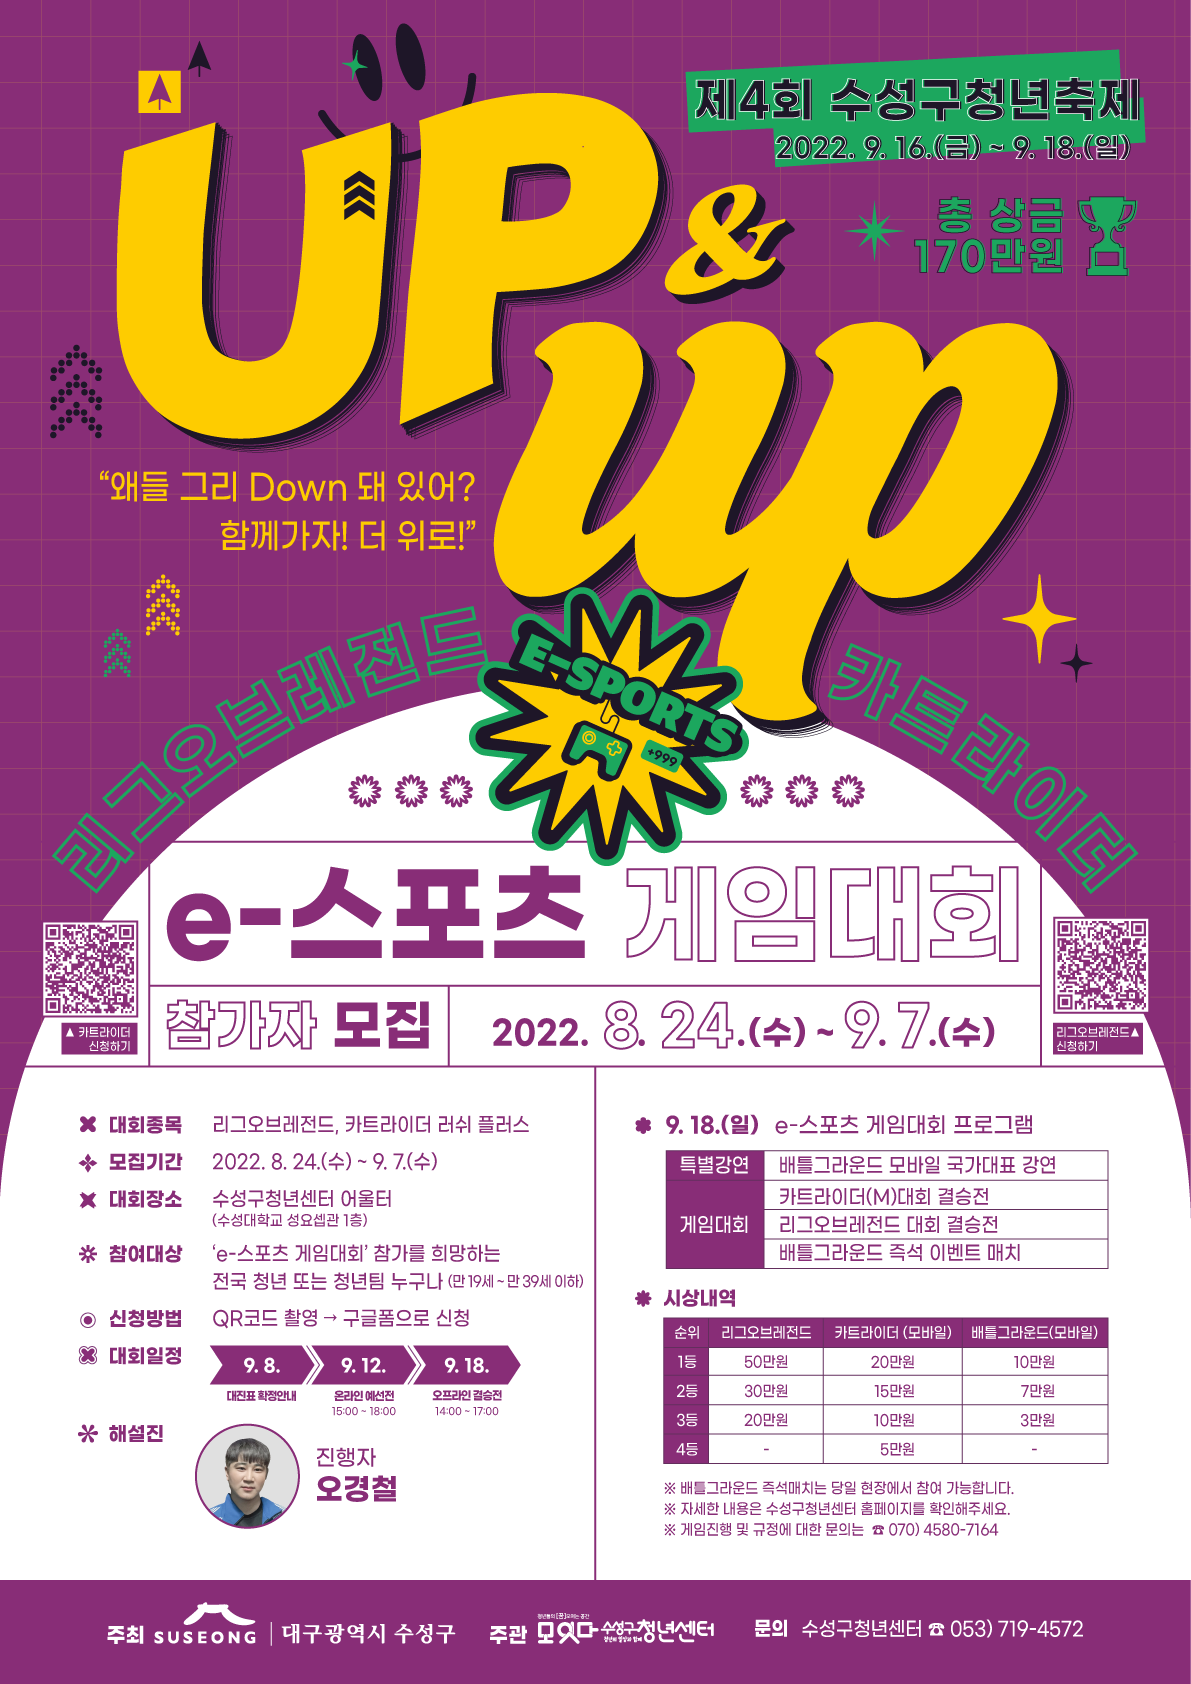 제4회 수성구청년축제
2022. 9. 16.(금) ~ 9. 18.(일)
총 상금
170만원
UP
&
up
“왜들 그리 Down 돼 있어?
함께가자! 더 위로!”
리그오브레전드
카트라이더
E-SPORTS
+999
e-스포츠 게임대회
참가자 모집
2022. 8. 24.(수) ~ 9. 7.(수)
▲ 카트라이더
신청하기
리그오브레전드▲
신청하기
대회종목 리그오브레전드, 카트라이더 러쉬 플러스
모집기간 2022. 8. 24.(수) ~ 9. 7.(수)
대회장소 수성구청년센터 어울터
(수성대학교 성요셉관 1층)
참여대상 ‘e-스포츠 게임대회’ 참가를 희망하는
전국 청년 또는 청년팀 누구나 (만 19세 ~ 만 39세 이하)
신청방법 QR코드 촬영 → 구글폼으로 신청
대회일정 9. 8. 9. 12. 9. 18.
대진표 확정안내 온라인 예선전 오프라인 결승전
15:00 ~ 18:00 14:00 ~ 17:00
해설진
진행자
오경철
9. 18.(일) e-스포츠 게임대회 프로그램
특별강연 배틀그라운드 모바일 국가대표 강연
게임대회 카트라이더(M)대회 결승전
리그오브레전드 대회 결승전
배틀그라운드 즉석 이벤트 매치
시상내역
순위 리그오브레전드 카트라이더 (모바일) 배틀그라운드(모바일)
1등 50만원 20만원 10만원
2등 30만원 15만원 7만원
3등 20만원 10만원 3만원
4등 - 5만원 -
※ 배틀그라운드 즉석매치는 당일 현장에서 참여 가능합니다.
※ 자세한 내용은 수성구청년센터 홈페이지를 확인해주세요.
※ 게임진행 및 규정에 대한 문의는 ☎ 070) 4580-7164
주최 SUSEONG 대구광역시 수성구
주관 수성구청년센터
문의 수성구청년센터 ☎ 053) 719-4572